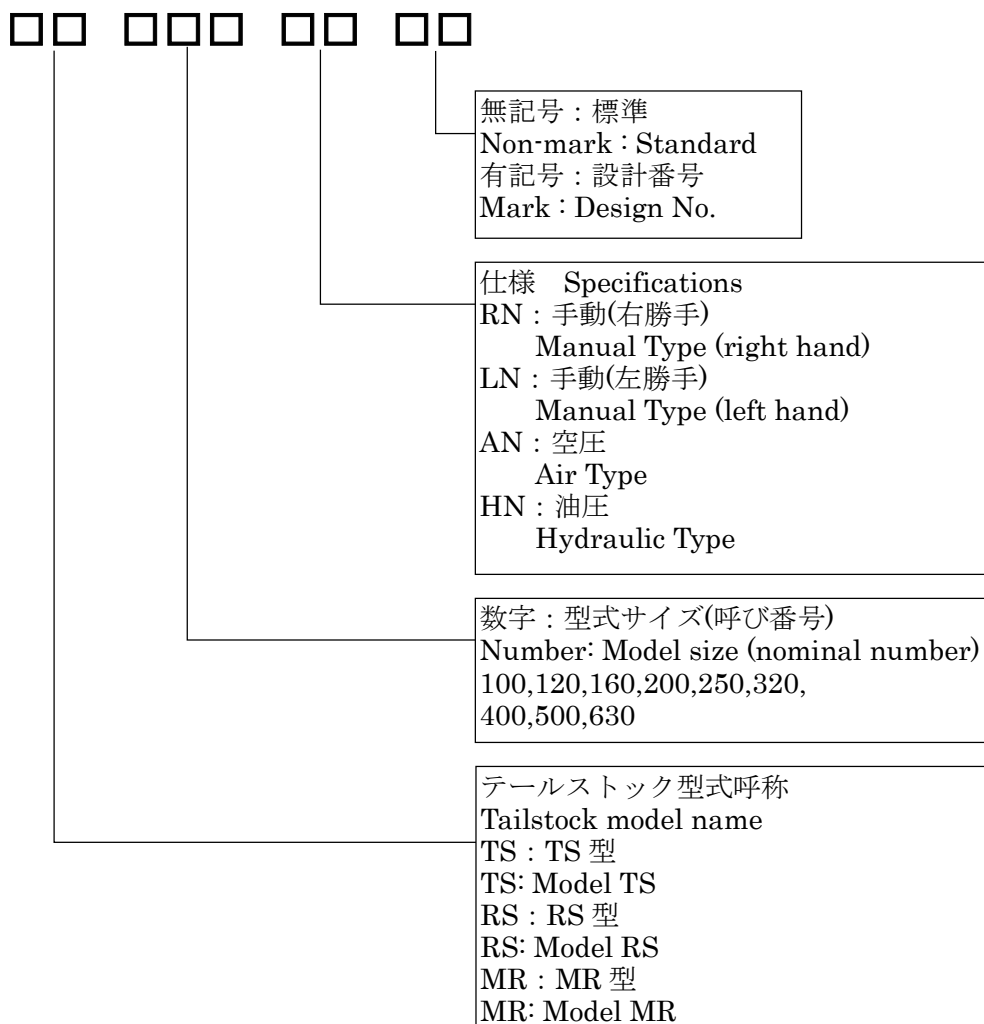 □□ □□□ □□ □□
無記号：標準
Non-mark : Standard
有記号：設計番号
Mark : Design No.
仕様　Specifications
RN：手動(右勝手)
Manual Type (right hand)
LN：手動(左勝手)
Manual Type (left hand)
AN：空圧
Air Type
HN：油圧
Hydraulic Type
数字：型式サイズ(呼び番号)
Number: Model size (nominal number)
100,120,160,200,250,320,
400,500,630
テールストック型式呼称
Tailstock model name
TS：TS 型
TS: Model TS
RS：RS 型
RS: Model RS
MR：MR 型
MR: Model MR